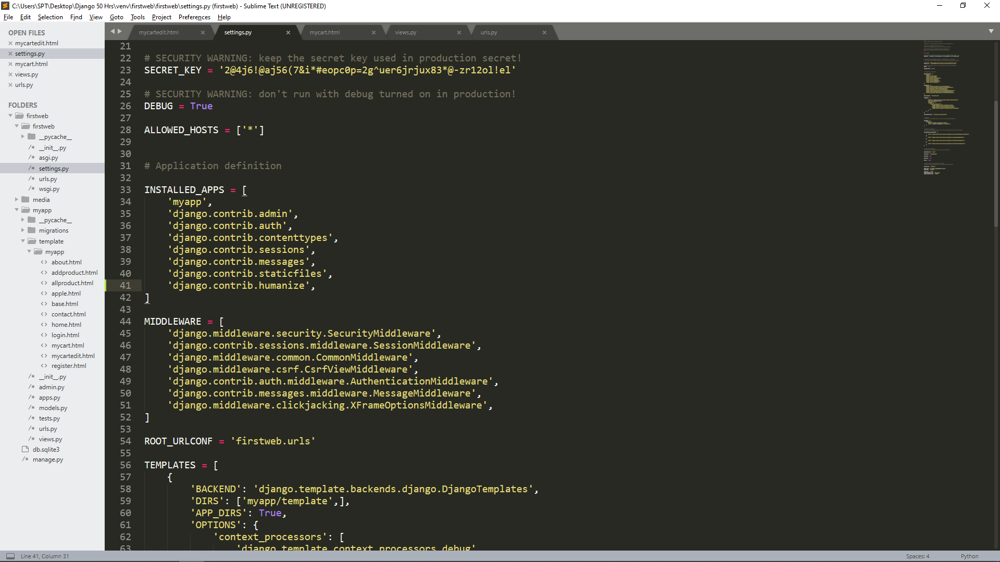 C:\Users\SPT\Desktop\Django 50 Hrs\venv\firstweb\firstweb\settings.py (firstweb) - Sublime Text (UNREGISTERED)
File Edit Selection Find View Goto Tools Project Preferences Help
OPEN FILES
mycartedit.html
settings.py
mycart.html
views.py
urls.py
FOLDERS
firstweb
firstweb
__pycache__
/* __init__.py
/* asgi.py
/* settings.py
/* urls.py
/* wsgi.py
media
myapp
__pycache__
migrations
template
myapp
<> about.html
<> addproduct.html
<> allproduct.html
<> apple.html
<> base.html
<> contact.html
<> home.html
<> login.html
<> mycart.html
<> mycartedit.html
<> register.html
/* __init__.py
/* admin.py
/* apps.py
/* models.py
/* tests.py
/* urls.py
/* views.py
db.sqlite3
/* manage.py
mycartedit.html settings.py mycart.html views.py urls.py
21
22 # SECURITY WARNING: keep the secret key used in production secret!
23 SECRET_KEY = '2@4j6!@aj56(7&i*#eopc0p=2g^uer6jrjux83*@-zr12ol!el'
24
25 # SECURITY WARNING: don't run with debug turned on in production!
26 DEBUG = True
27
28 ALLOWED_HOSTS = ['*']
29
30
31 # Application definition
32
33 INSTALLED_APPS = [
34     'myapp',
35     'django.contrib.admin',
36     'django.contrib.auth',
37     'django.contrib.contenttypes',
38     'django.contrib.sessions',
39     'django.contrib.messages',
40     'django.contrib.staticfiles',
41     'django.contrib.humanize',
42 ]
43
44 MIDDLEWARE = [
45     'django.middleware.security.SecurityMiddleware',
46     'django.contrib.sessions.middleware.SessionMiddleware',
47     'django.middleware.common.CommonMiddleware',
48     'django.middleware.csrf.CsrfViewMiddleware',
49     'django.contrib.auth.middleware.AuthenticationMiddleware',
50     'django.contrib.messages.middleware.MessageMiddleware',
51     'django.middleware.clickjacking.XFrameOptionsMiddleware',
52 ]
53
54 ROOT_URLCONF = 'firstweb.urls'
55
56 TEMPLATES = [
57     {
58         'BACKEND': 'django.template.backends.django.DjangoTemplates',
59         'DIRS': ['myapp/template',],
60         'APP_DIRS': True,
61         'OPTIONS': {
62             'context_processors': [
63                 'django.template.context_processors.debug'
Line 41, Column 31 Spaces: 4 Python